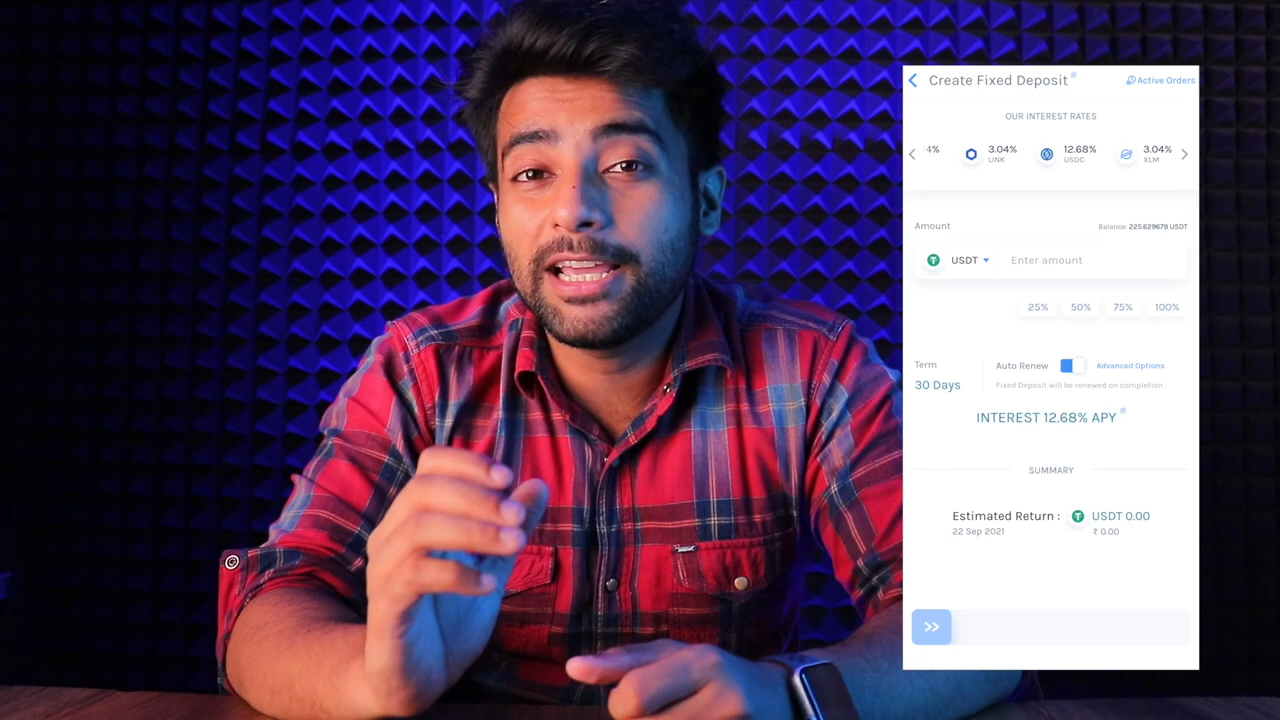 Create Fixed Deposit
Active Orders
OUR INTEREST RATES
4%
3.04%
LINK
12.68%
USDC
3.04%
XLM
Amount
Balance: 225.629679 USDT
USDT
Enter amount
25% 50% 75% 100%
Term
30 Days
Auto Renew
Advanced Options
Fixed Deposit will be renewed on completion
INTEREST 12.68% APY
SUMMARY
Estimated Return :
USDT 0.00
22 Sep 2021
₹ 0.00